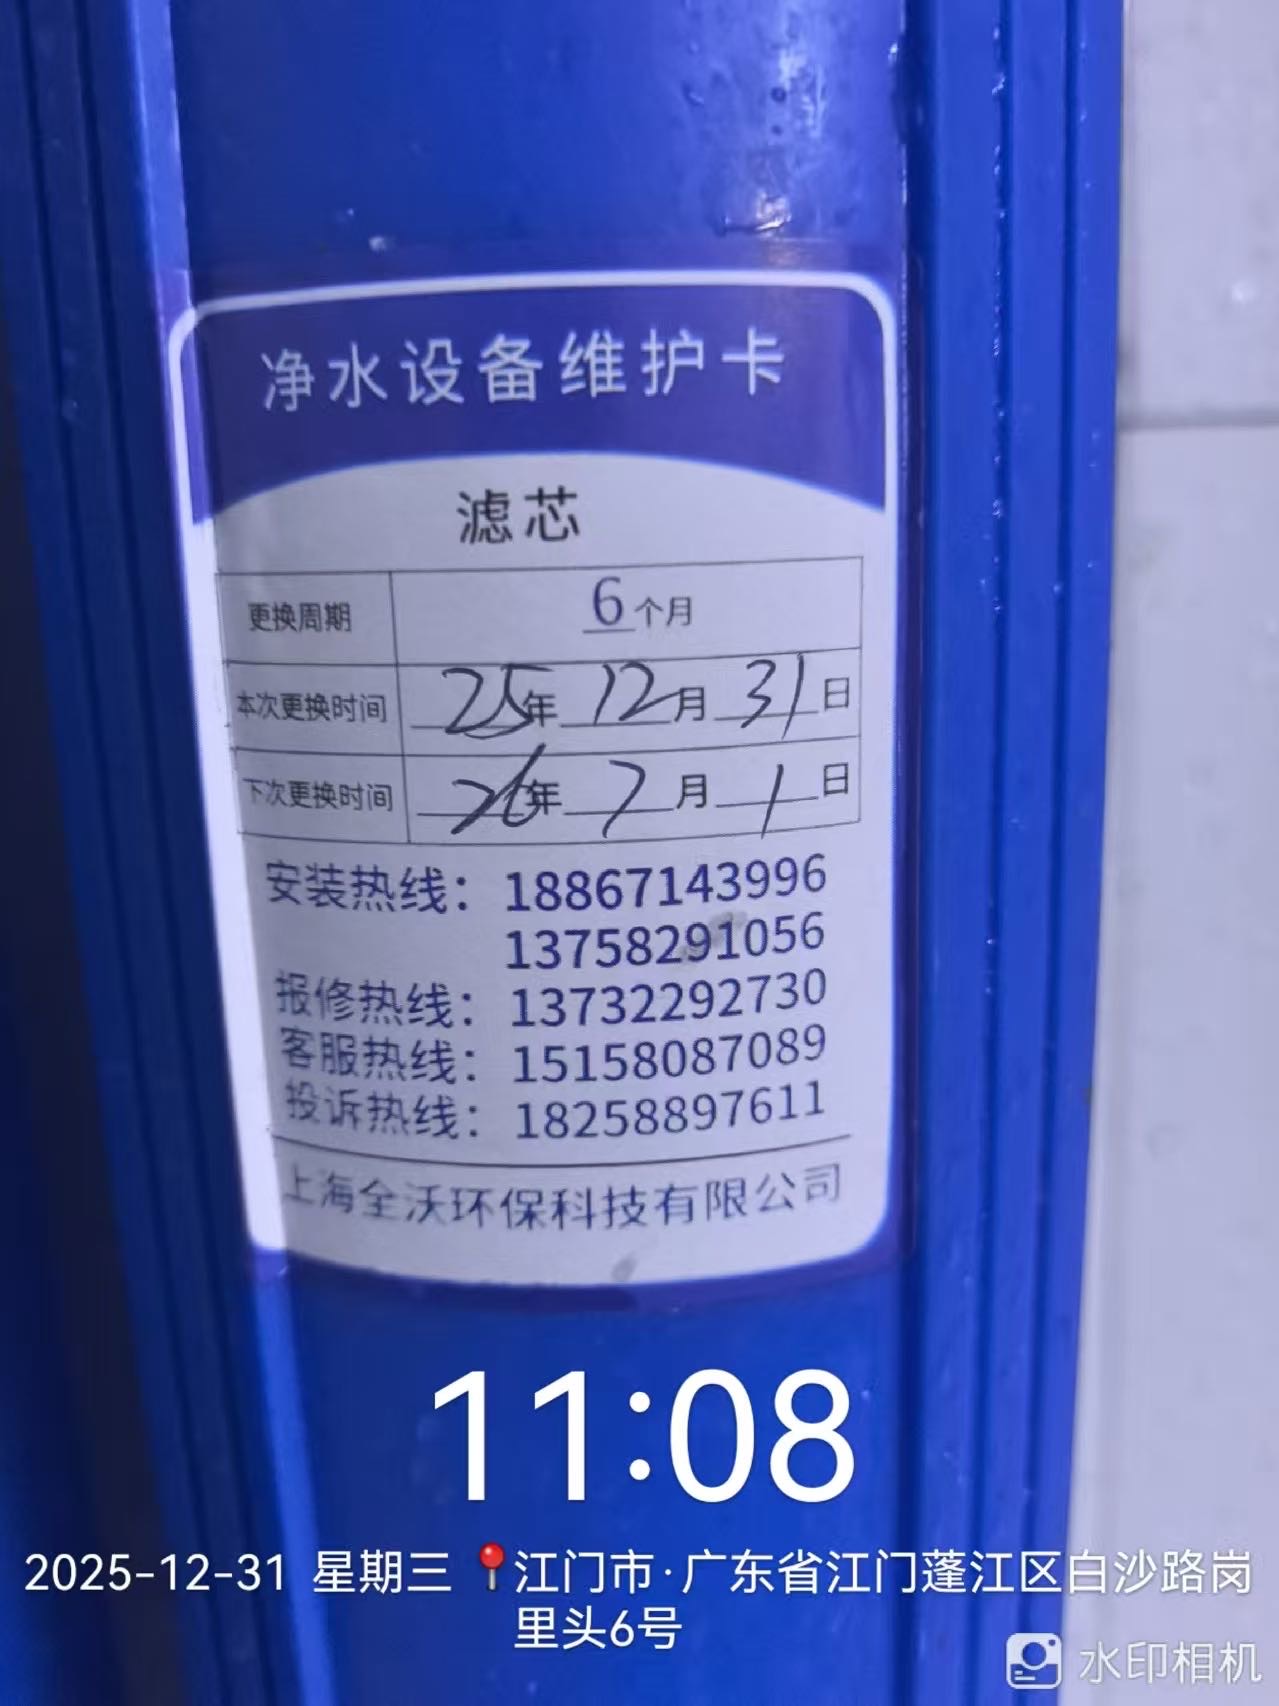 净水设备维护卡
滤芯
更换周期 6个月
本次更换时间 25年12月31日
下次更换时间 26年7月1日
安装热线：18867143996
13758291056
报修热线：13732292730
客服热线：15158087089
投诉热线：18258897611
上海全沃环保科技有限公司
11:08
2025-12-31 星期三 📍江门市·广东省江门蓬江区白沙路岗
里头6号
水印相机